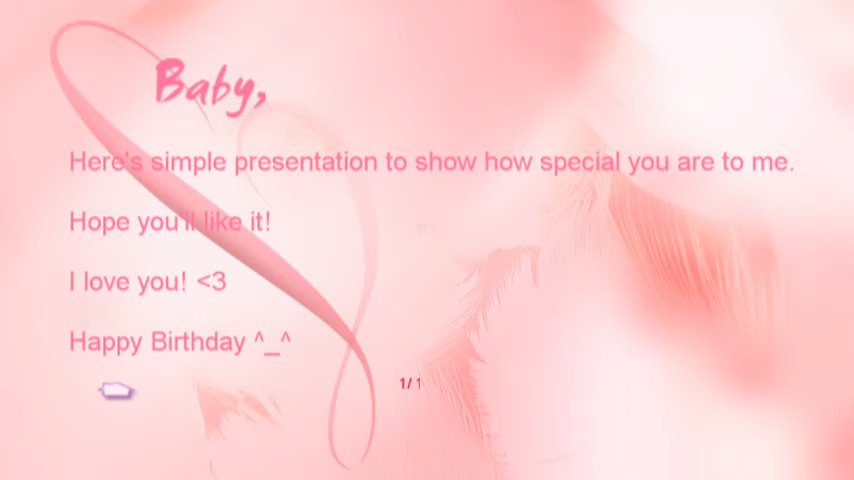 Baby,
Here's simple presentation to show how special you are to me.
Hope you'll like it!
I love you! <3
Happy Birthday ^_^
1/1